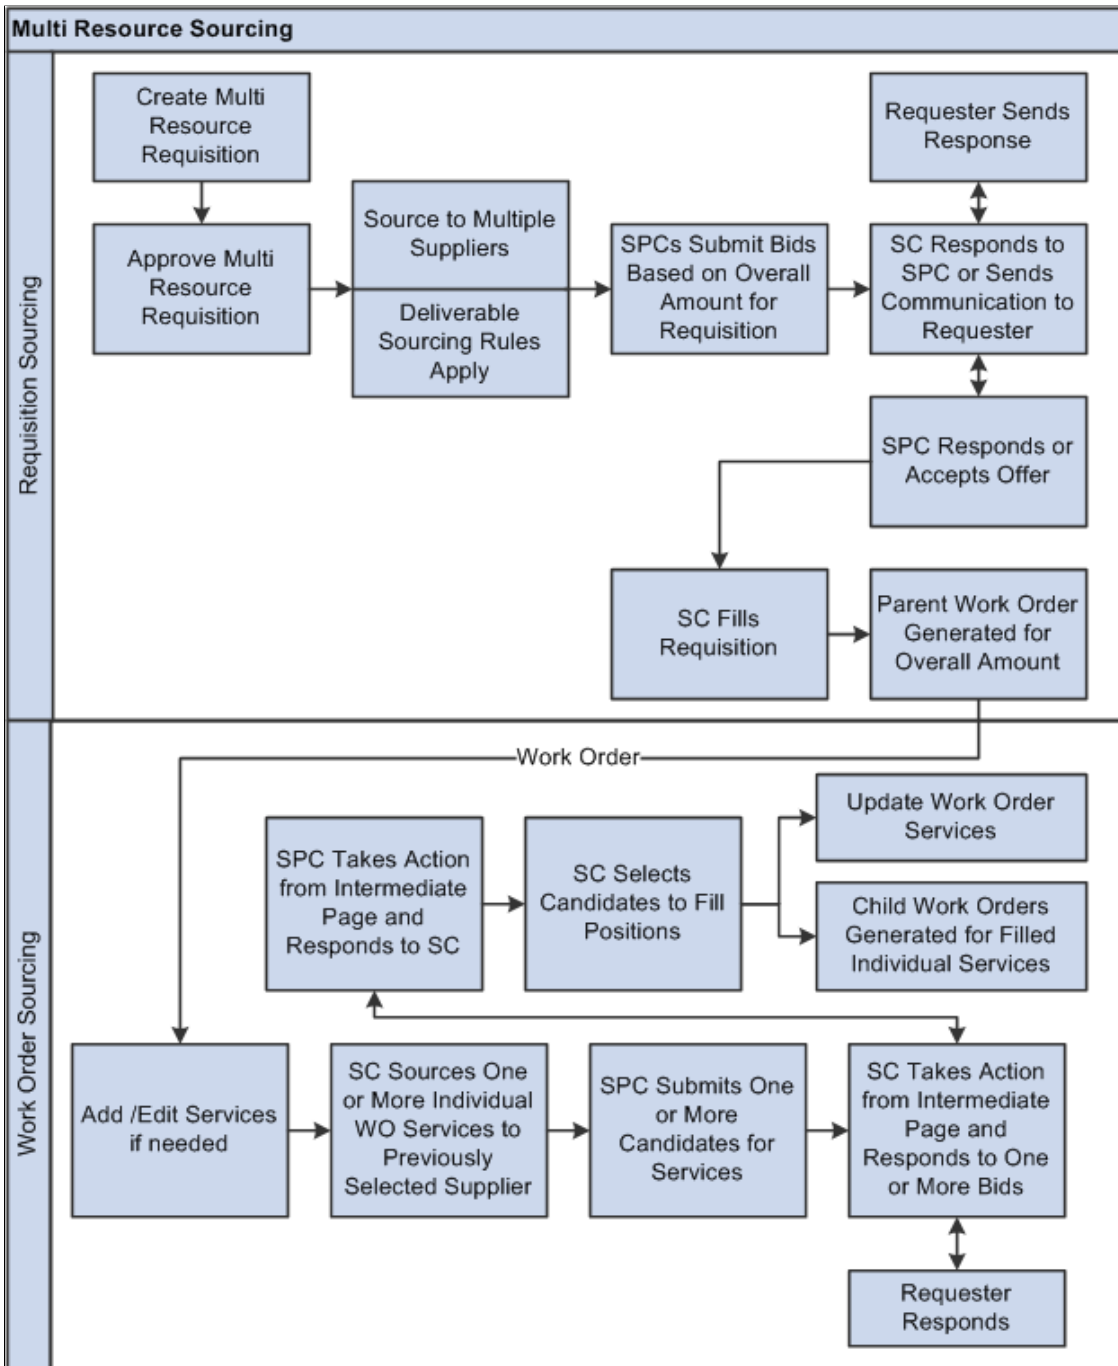 Multi Resource Sourcing
Requisition Sourcing
Create Multi
Resource
Requisition
Requester Sends
Response
Approve Multi
Resource
Requisition
Source to Multiple
Suppliers
Deliverable
Sourcing Rules
Apply
SPCs Submit Bids
Based on Overall
Amount for
Requisition
SC Responds to
SPC or Sends
Communication to
Requester
SPC Responds or
Accepts Offer
SC Fills
Requisition
Parent Work Order
Generated for
Overall Amount
Work Order Sourcing
Work Order
SPC Takes Action
from Intermediate
Page and
Responds to SC
SC Selects
Candidates to Fill
Positions
Update Work Order
Services
Child Work Orders
Generated for Filled
Individual Services
Add /Edit Services
if needed
SC Sources One
or More Individual
WO Services to
Previously
Selected Supplier
SPC Submits One
or More
Candidates for
Services
SC Takes Action
from Intermediate
Page and
Responds to One
or More Bids
Requester
Responds